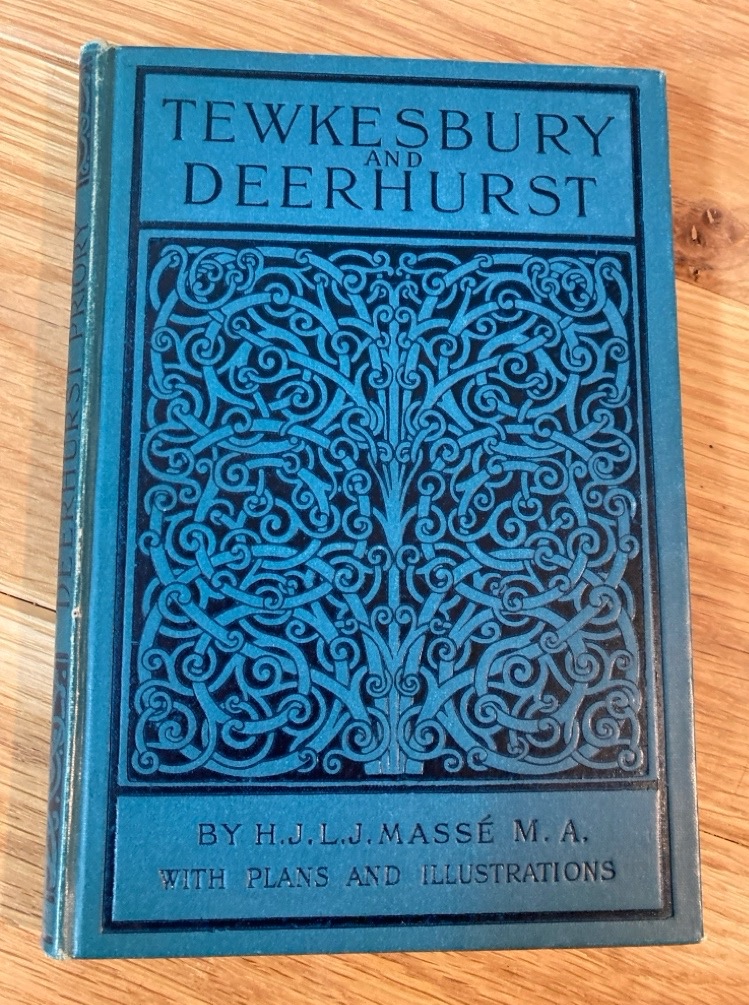 TEWKESBURY
AND
DEERHURST
BY H.J.L.J. MASSÉ M. A.
WITH PLANS AND ILLUSTRATIONS
DEERHURST PRIORY